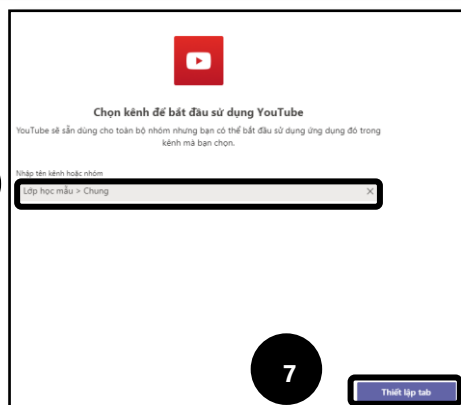 Chọn kênh để bắt đầu sử dụng YouTube
YouTube sẽ sẵn dùng cho toàn bộ nhóm nhưng bạn có thể bắt đầu sử dụng ứng dụng đó trong
kênh mà bạn chọn.
Nhập tên kênh hoặc nhóm
Lớp học mẫu > Chung
7
Thiết lập tab